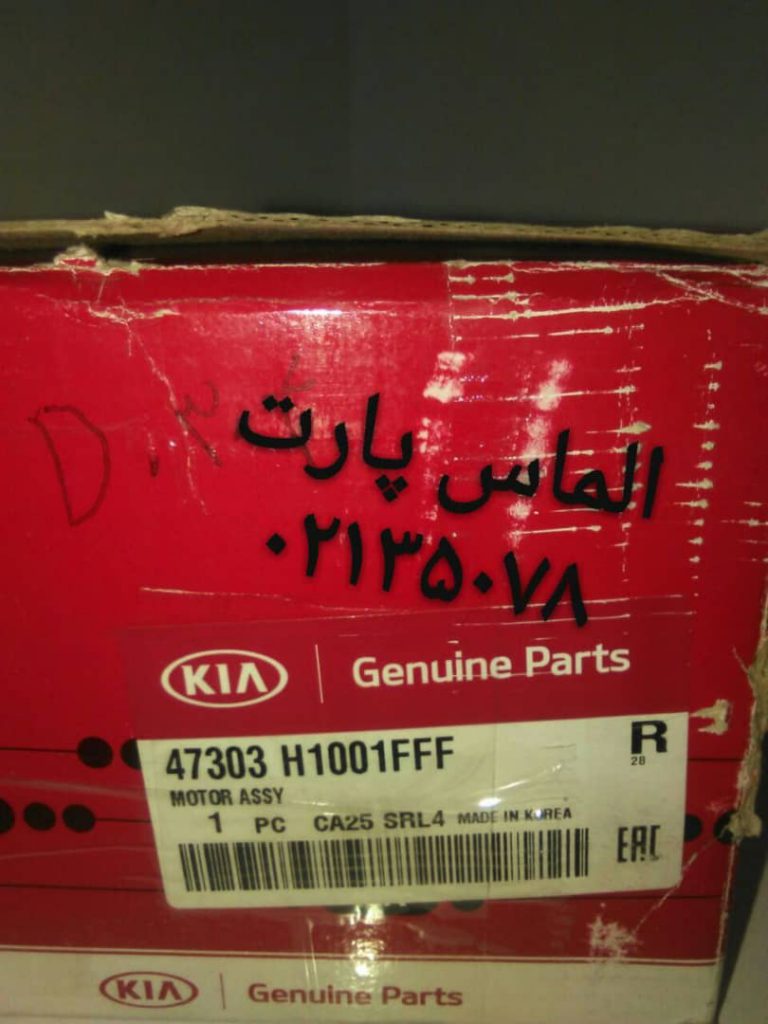 الماس پارت
۰۲۱۳۵۰۷۸
KIA Genuine Parts
47303 H1001FFF
R
28
MOTOR ASSY
1 PC CA25 SRL4 MADE IN KOREA
EAC
KIA Genuine Parts